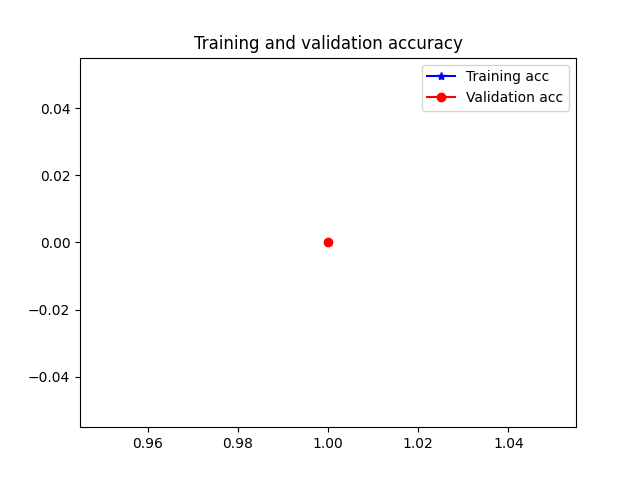 Training and validation accuracy
Training acc
Validation acc
0.04
0.02
0.00
−0.02
−0.04
0.96 0.98 1.00 1.02 1.04